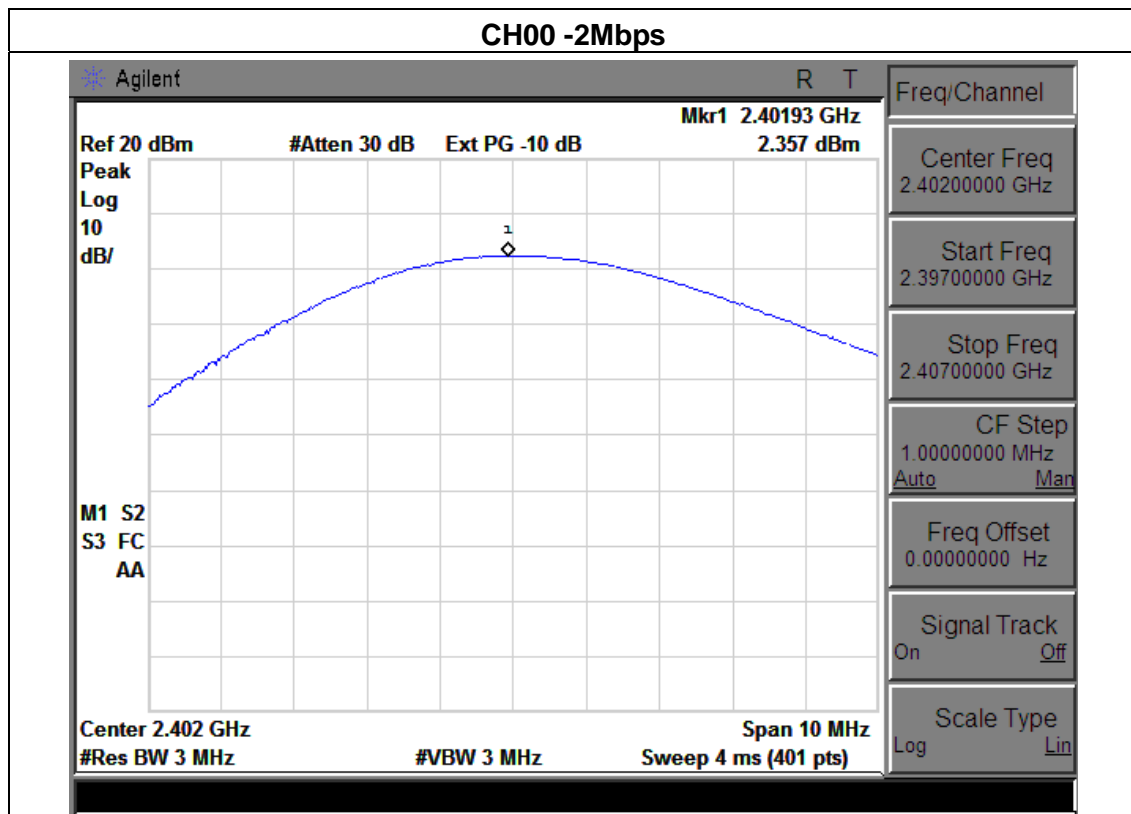 CH00 -2Mbps
Agilent R T
Mkr1 2.40193 GHz
Ref 20 dBm #Atten 30 dB Ext PG -10 dB 2.357 dBm
Peak
Log
10
dB/
1
M1 S2
S3 FC
AA
Center 2.402 GHz Span 10 MHz
#Res BW 3 MHz #VBW 3 MHz Sweep 4 ms (401 pts)
Freq/Channel
Center Freq
2.40200000 GHz
Start Freq
2.39700000 GHz
Stop Freq
2.40700000 GHz
CF Step
1.00000000 MHz
Auto Man
Freq Offset
0.00000000 Hz
Signal Track
On Off
Scale Type
Log Lin